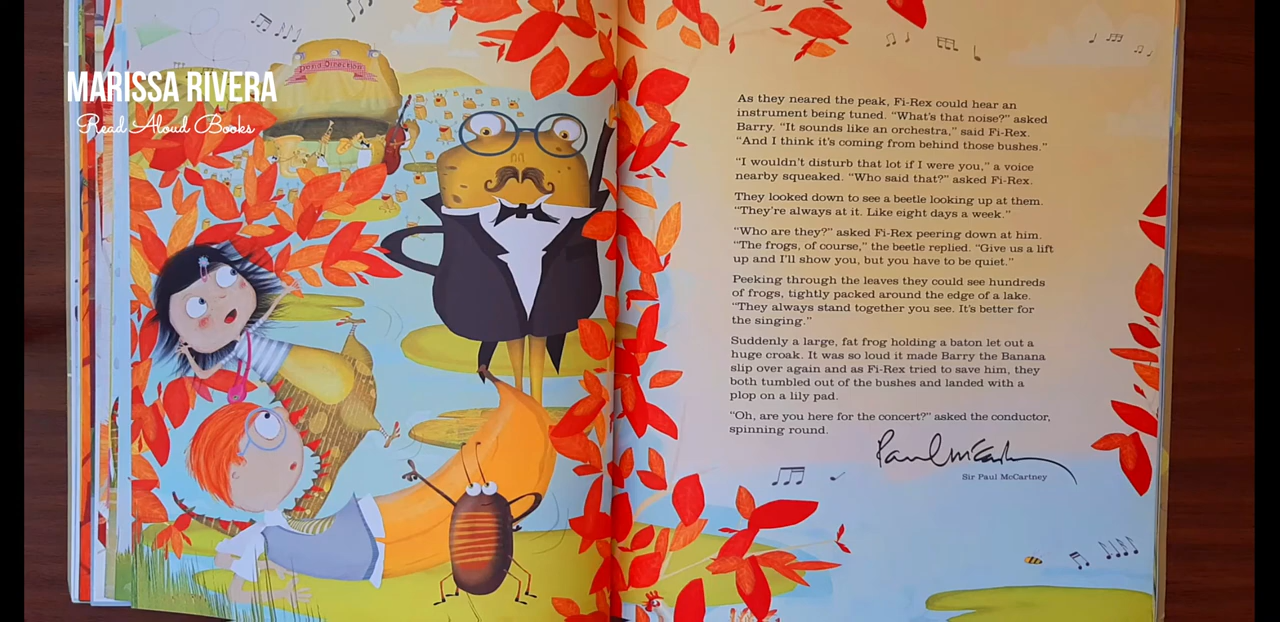 MARISSA RIVERA
Read Aloud Books
As they neared the peak, Fi-Rex could hear an
instrument being tuned. “What’s that noise?” asked
Barry. “It sounds like an orchestra,” said Fi-Rex.
“And I think it’s coming from behind those bushes.”
“I wouldn’t disturb that lot if I were you,” a voice
nearby squeaked. “Who said that?” asked Fi-Rex.
They looked down to see a beetle looking up at them.
“They’re always at it. Like eight days a week.”
“Who are they?” asked Fi-Rex peering down at him.
“The frogs, of course,” the beetle replied. “Give us a lift
up and I’ll show you, but you have to be quiet.”
Peeking through the leaves they could see hundreds
of frogs, tightly packed around the edge of a lake.
“They always stand together you see. It’s better for
the singing.”
Suddenly a large, fat frog holding a baton let out a
huge croak. It was so loud it made Barry the Banana
slip over again and as Fi-Rex tried to save him, they
both tumbled out of the bushes and landed with a
plop on a lily pad.
“Oh, are you here for the concert?” asked the conductor,
spinning round.
Paul McCartney
Sir Paul McCartney